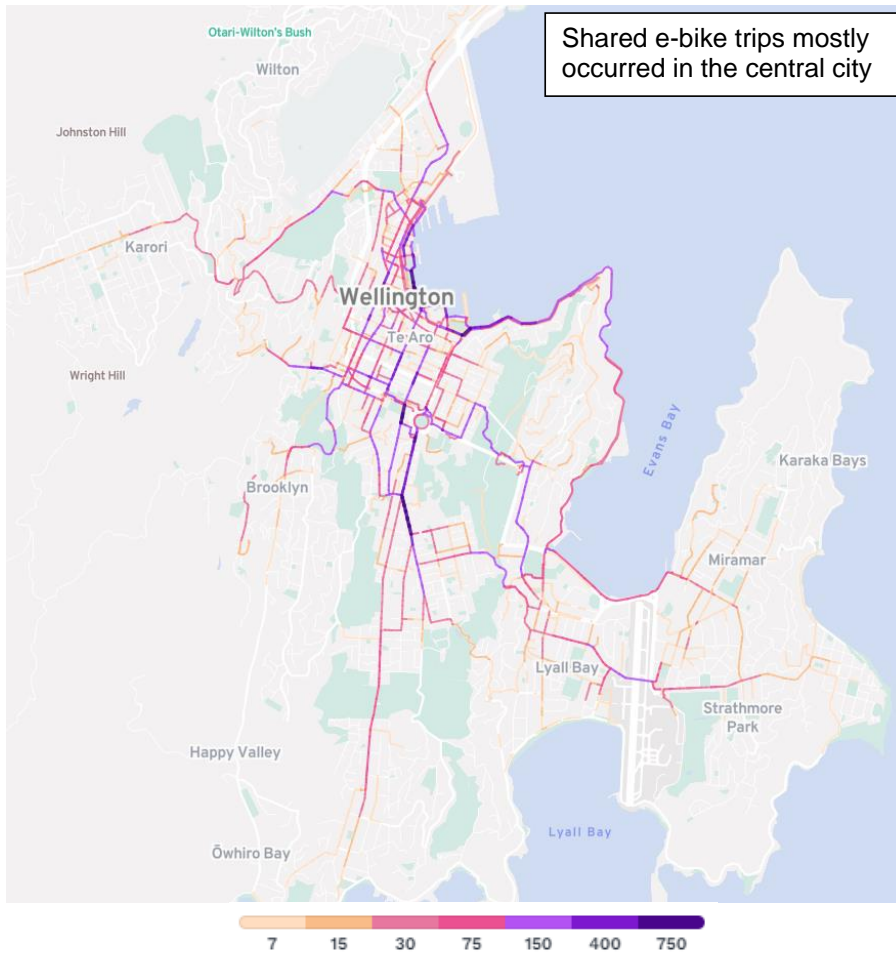 Shared e-bike trips mostly
occurred in the central city
Otari-Wilton's Bush
Wilton
Johnston Hill
Karori
Wellington
Te Aro
Wright Hill
Evans Bay
Karaka Bays
Brooklyn
Miramar
Lyall Bay
Strathmore
Park
Happy Valley
Lyall Bay
Ōwhiro Bay
7 15 30 75 150 400 750